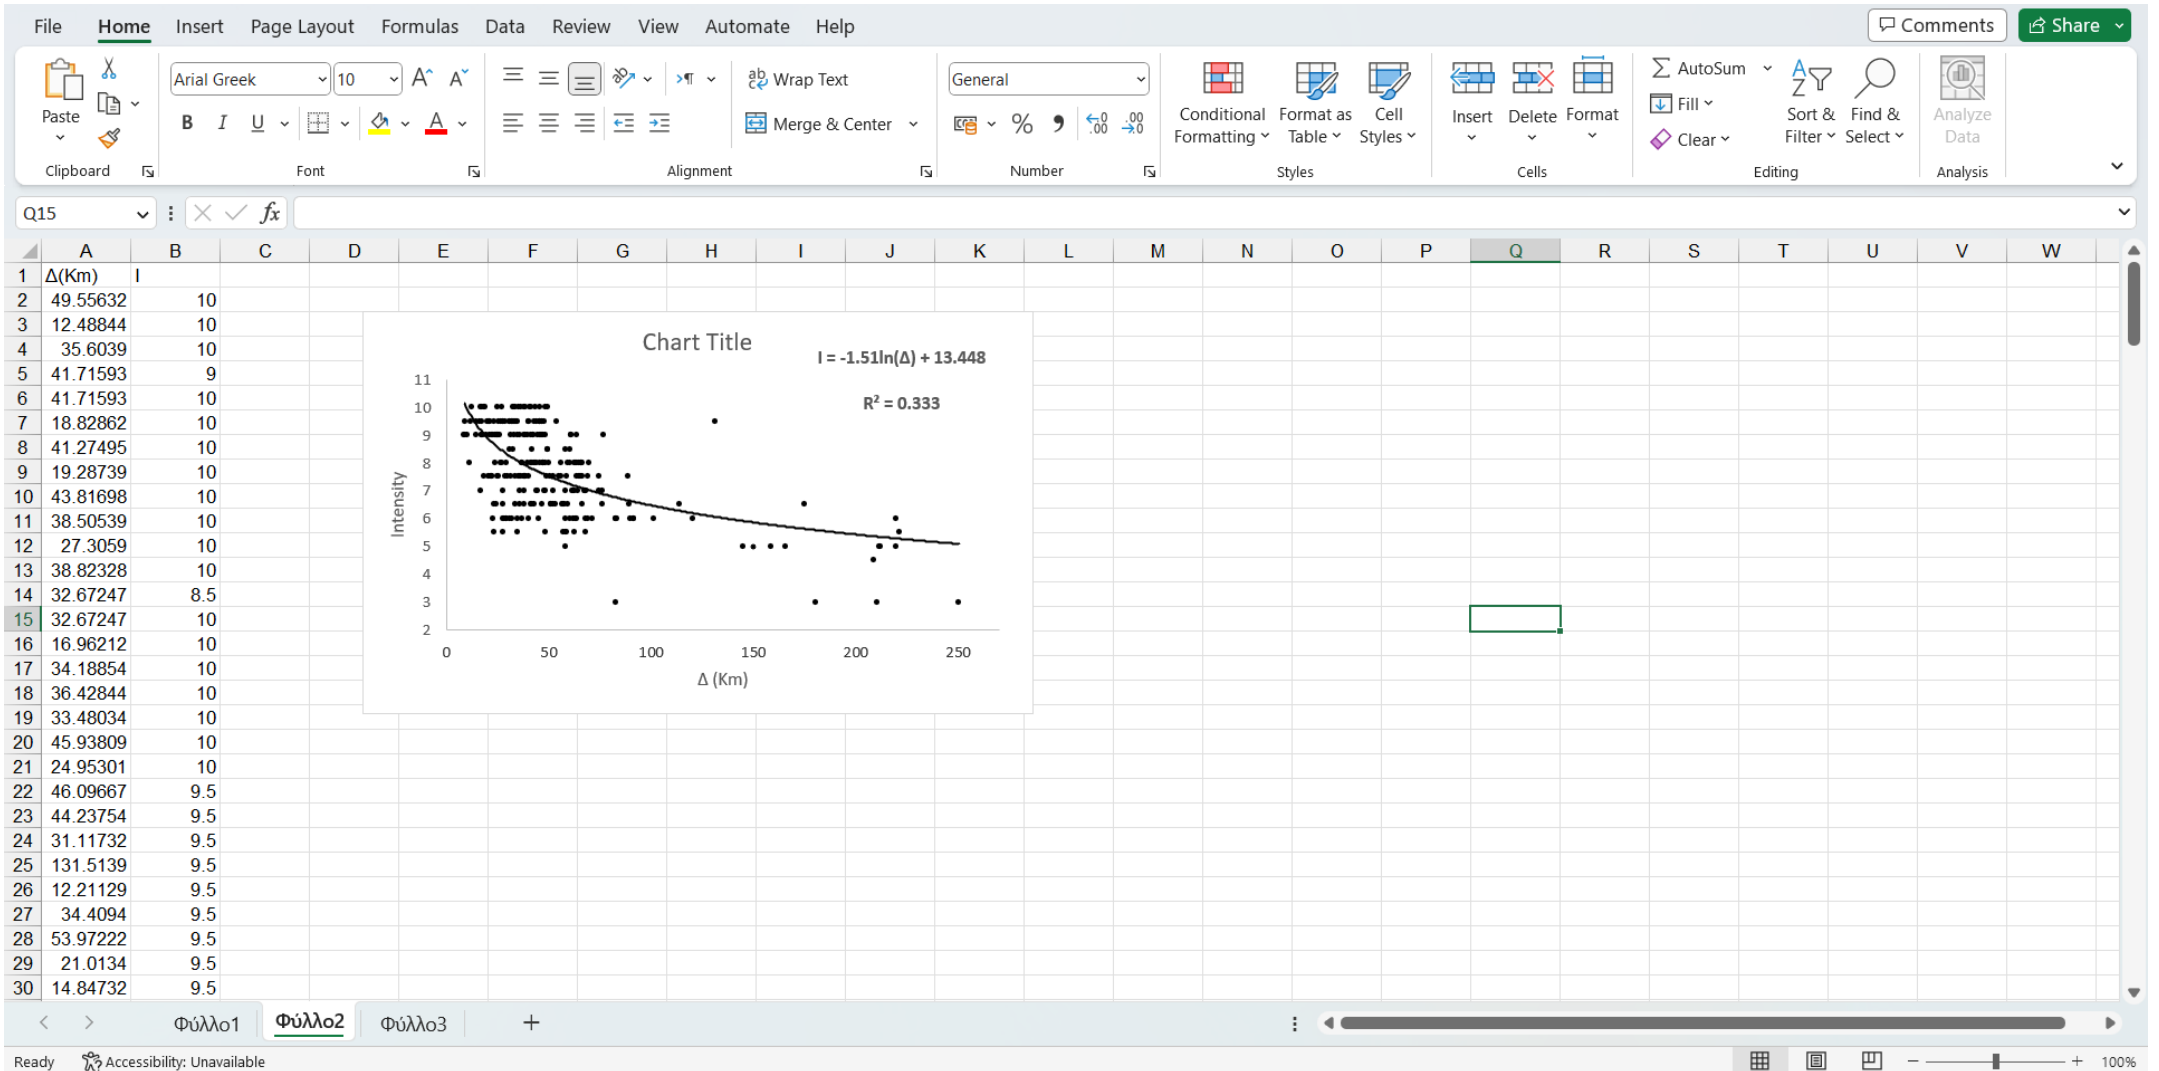 File Home Insert Page Layout Formulas Data Review View Automate Help Comments Share
Paste
Clipboard
Arial Greek 10
B I U
Font
Wrap Text
Merge & Center
Alignment
General
Number
Conditional Formatting
Format as Table
Cell Styles
Styles
Insert Delete Format
Cells
AutoSum
Fill
Clear
Sort & Filter
Find & Select
Editing
Analyze Data
Analysis
Q15 fx
A B C D E F G H I J K L M N O P Q R S T U V W
1 Δ(Km) I
2 49.55632 10
3 12.48844 10
4 35.6039 10
5 41.71593 9
6 41.71593 10
7 18.82862 10
8 41.27495 10
9 19.28739 10
10 43.81698 10
11 38.50539 10
12 27.3059 10
13 38.82328 10
14 32.67247 8.5
15 32.67247 10
16 16.96212 10
17 34.18854 10
18 36.42844 10
19 33.48034 10
20 45.93809 10
21 24.95301 10
22 46.09667 9.5
23 44.23754 9.5
24 31.11732 9.5
25 131.5139 9.5
26 12.21129 9.5
27 34.4094 9.5
28 53.97222 9.5
29 21.0134 9.5
30 14.84732 9.5
Chart Title
I = -1.51ln(Δ) + 13.448
R² = 0.333
11
10
9
8
7
6
5
4
3
2
Intensity
0 50 100 150 200 250
Δ (Km)
Φύλλο1 Φύλλο2 Φύλλο3
Ready Accessibility: Unavailable 100%